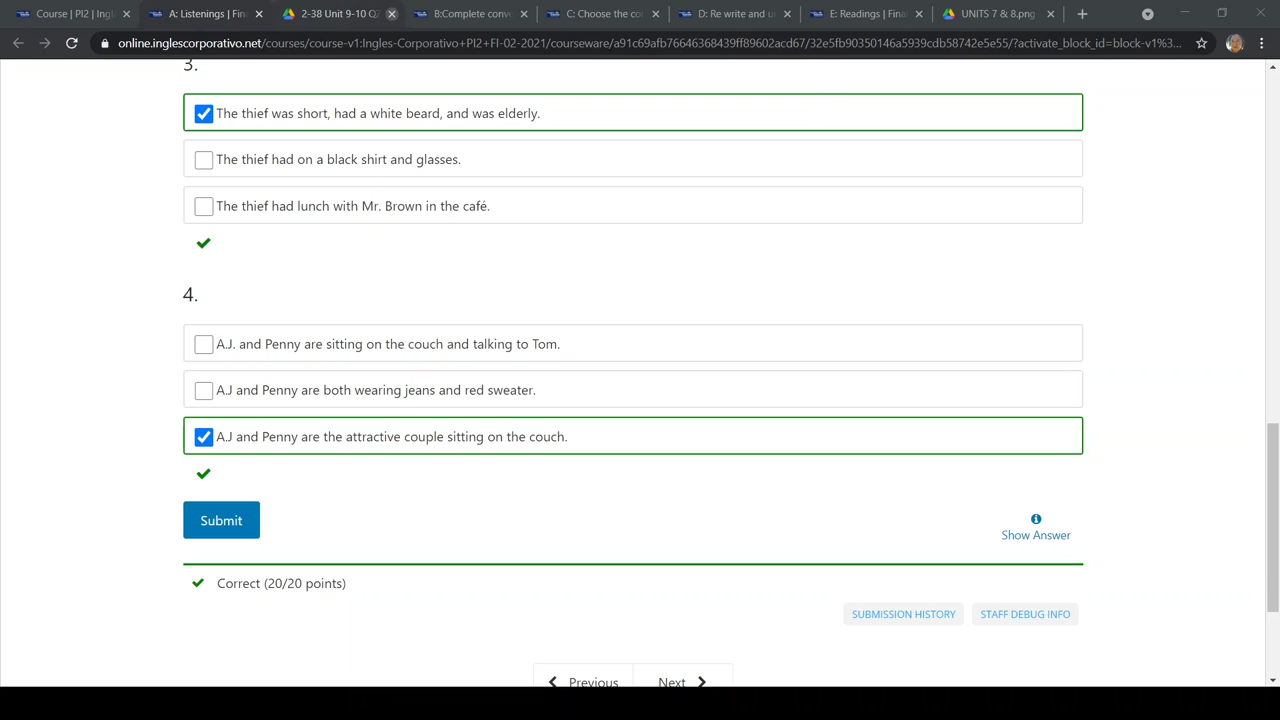 Course | PI2 | Ingl
A: Listenings | Fina
2-38 Unit 9-10 QZ
B:Complete conv
C: Choose the co
D: Re write and u
E: Readings | Final
UNITS 7 & 8.png
online.inglescorporativo.net/courses/course-v1:Ingles-Corporativo+PI2+FI-02-2021/courseware/a91c69afb76646368439ff89602acd67/32e5fb90350146a5939cdb58742e5e55/?activate_block_id=block-v1%3...
3.
The thief was short, had a white beard, and was elderly.
The thief had on a black shirt and glasses.
The thief had lunch with Mr. Brown in the café.
4.
A.J. and Penny are sitting on the couch and talking to Tom.
A.J and Penny are both wearing jeans and red sweater.
A.J and Penny are the attractive couple sitting on the couch.
Submit
Show Answer
Correct (20/20 points)
SUBMISSION HISTORY
STAFF DEBUG INFO
Previous
Next